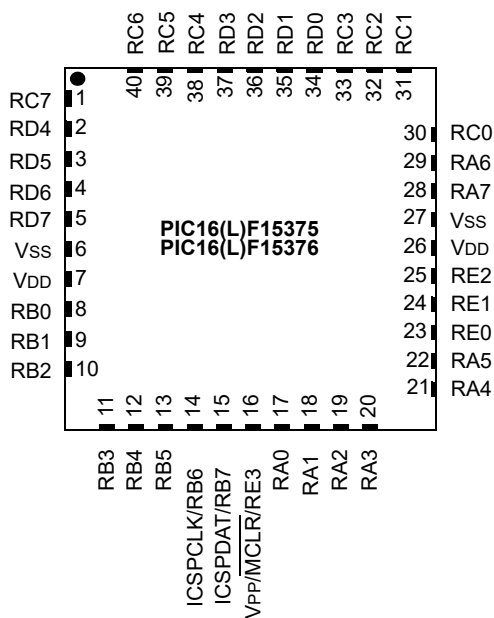 RC6
RC5
RC4
RD3
RD2
RD1
RD0
RC3
RC2
RC1
40
39
38
37
36
35
34
33
32
31
RC7 1
RD4 2
RD5 3
RD6 4
RD7 5
VSS 6
VDD 7
RB0 8
RB1 9
RB2 10
PIC16(L)F15375
PIC16(L)F15376
30 RC0
29 RA6
28 RA7
27 VSS
26 VDD
25 RE2
24 RE1
23 RE0
22 RA5
21 RA4
11
12
13
14
15
16
17
18
19
20
RB3
RB4
RB5
ICSPCLK/RB6
ICSPDAT/RB7
VPP/MCLR/RE3
RA0
RA1
RA2
RA3